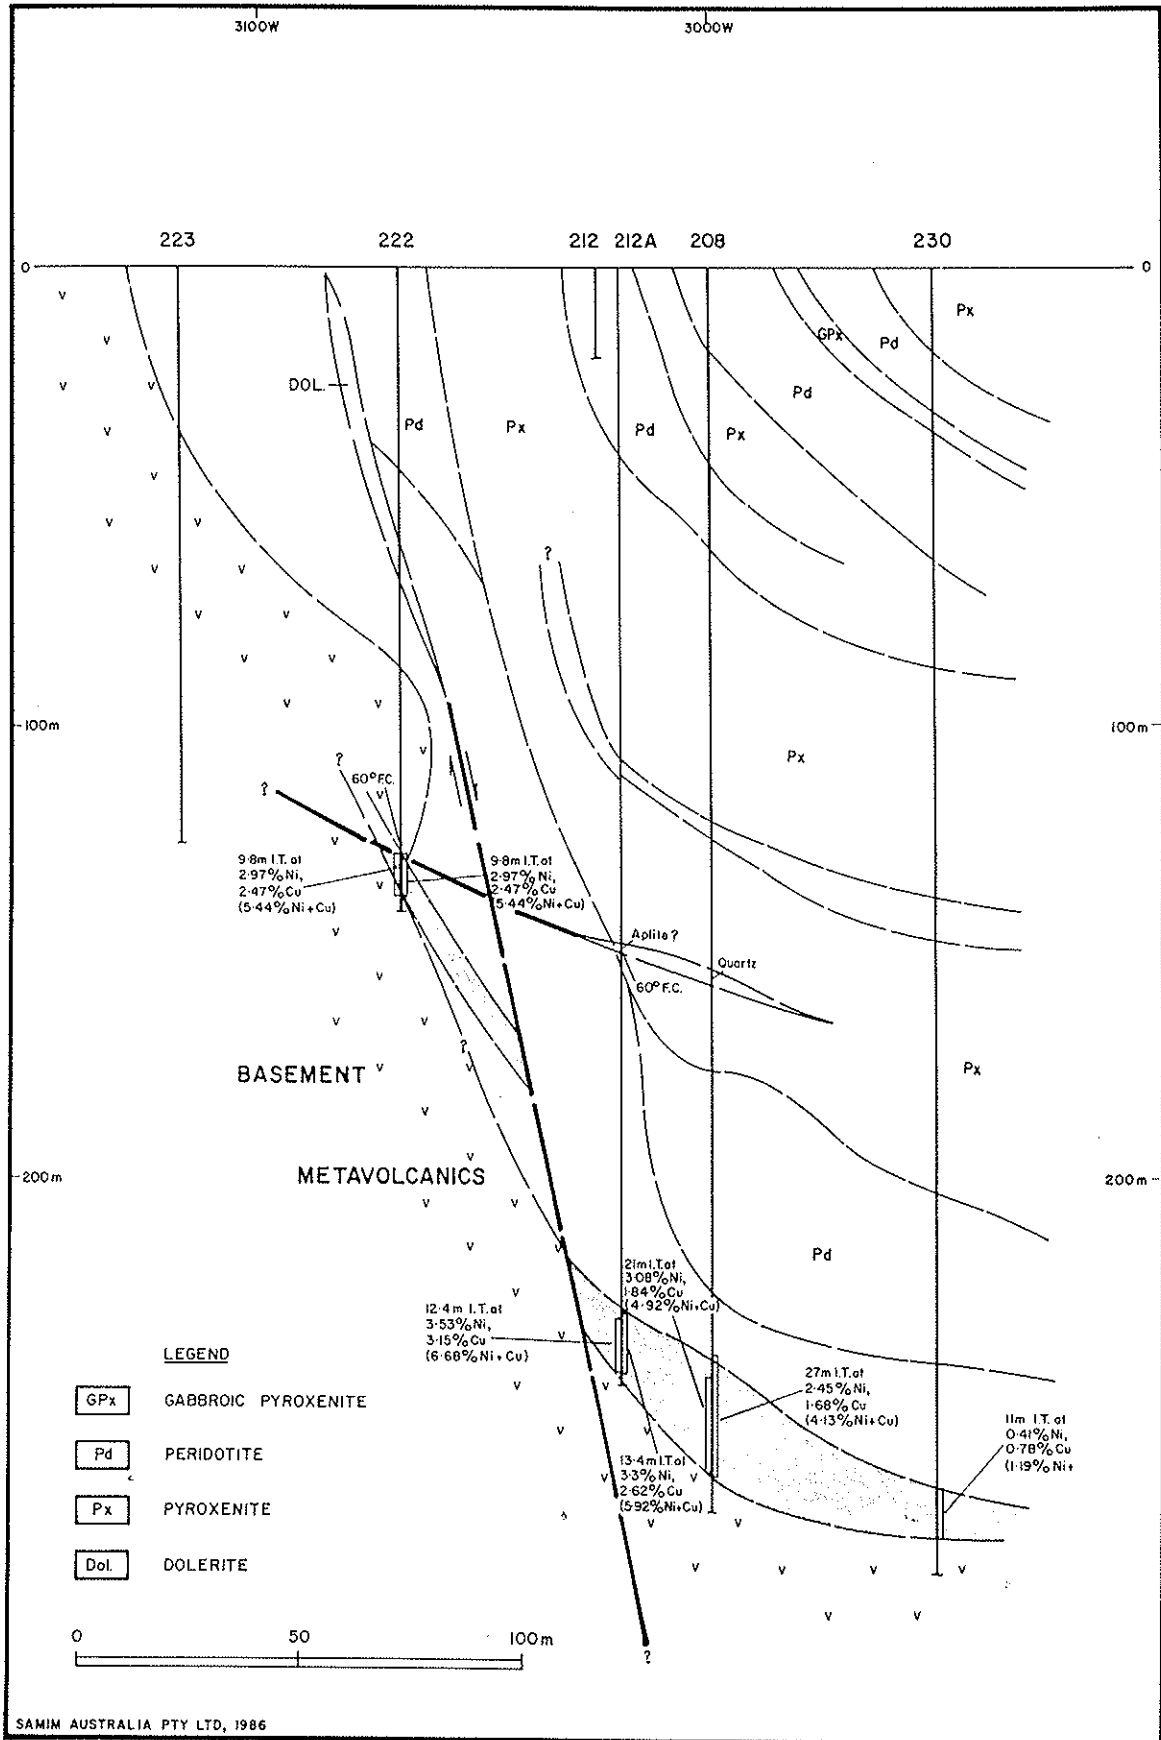 3100W 3000W
223 222 212 212A 208 230
0 0
Px
GPx
Pd
DOL.
Pd
Pd Px Pd Px
?
100m 100m
Px
?
60° F.C.
?
9·8m I.T. at
2·97% Ni,
2·47% Cu
(5·44% Ni+Cu)
9·8m I.T. at
2·97% Ni,
2·47% Cu
(5·44% Ni+Cu)
Aplite?
Quartz
60° F.C.
?
Px
BASEMENT
METAVOLCANICS
200m 200m
Pd
21m I.T. at
3·08% Ni,
1·84% Cu
(4·92% Ni+Cu)
12·4m I.T. at
3·53% Ni,
3·15% Cu
(6·68% Ni+Cu)
27m I.T. at
2·45% Ni,
1·68% Cu
(4·13% Ni+Cu)
11m I.T. at
0·41% Ni,
0·78% Cu
(1·19% Ni+
13·4m I.T. at
3·3% Ni,
2·62% Cu
(5·92% Ni+Cu)
LEGEND
GPx GABBROIC PYROXENITE
Pd PERIDOTITE
Px PYROXENITE
Dol. DOLERITE
0 50 100m
?
SAMIM AUSTRALIA PTY LTD, 1986